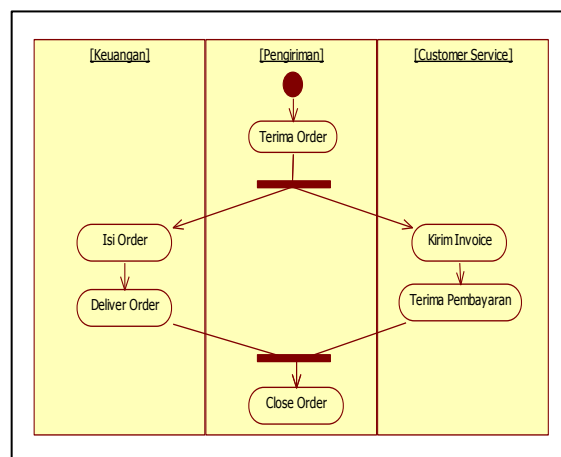 [Keuangan]
[Pengiriman]
[Customer Service]
Terima Order
Isi Order
Kirim Invoice
Deliver Order
Terima Pembayaran
Close Order